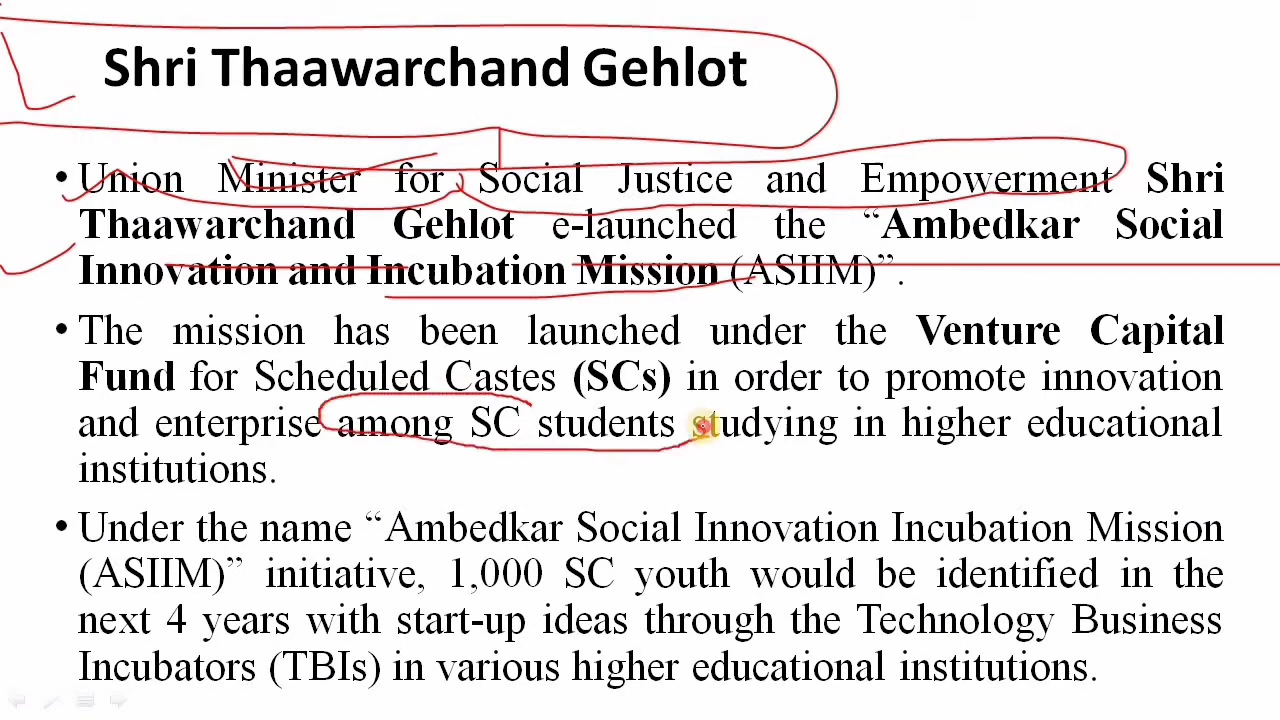 Shri Thaawarchand Gehlot
• Union Minister for Social Justice and Empowerment Shri
Thaawarchand Gehlot e-launched the “Ambedkar Social
Innovation and Incubation Mission (ASIIM)”.
• The mission has been launched under the Venture Capital
Fund for Scheduled Castes (SCs) in order to promote innovation
and enterprise among SC students studying in higher educational
institutions.
• Under the name “Ambedkar Social Innovation Incubation Mission
(ASIIM)” initiative, 1,000 SC youth would be identified in the
next 4 years with start-up ideas through the Technology Business
Incubators (TBIs) in various higher educational institutions.